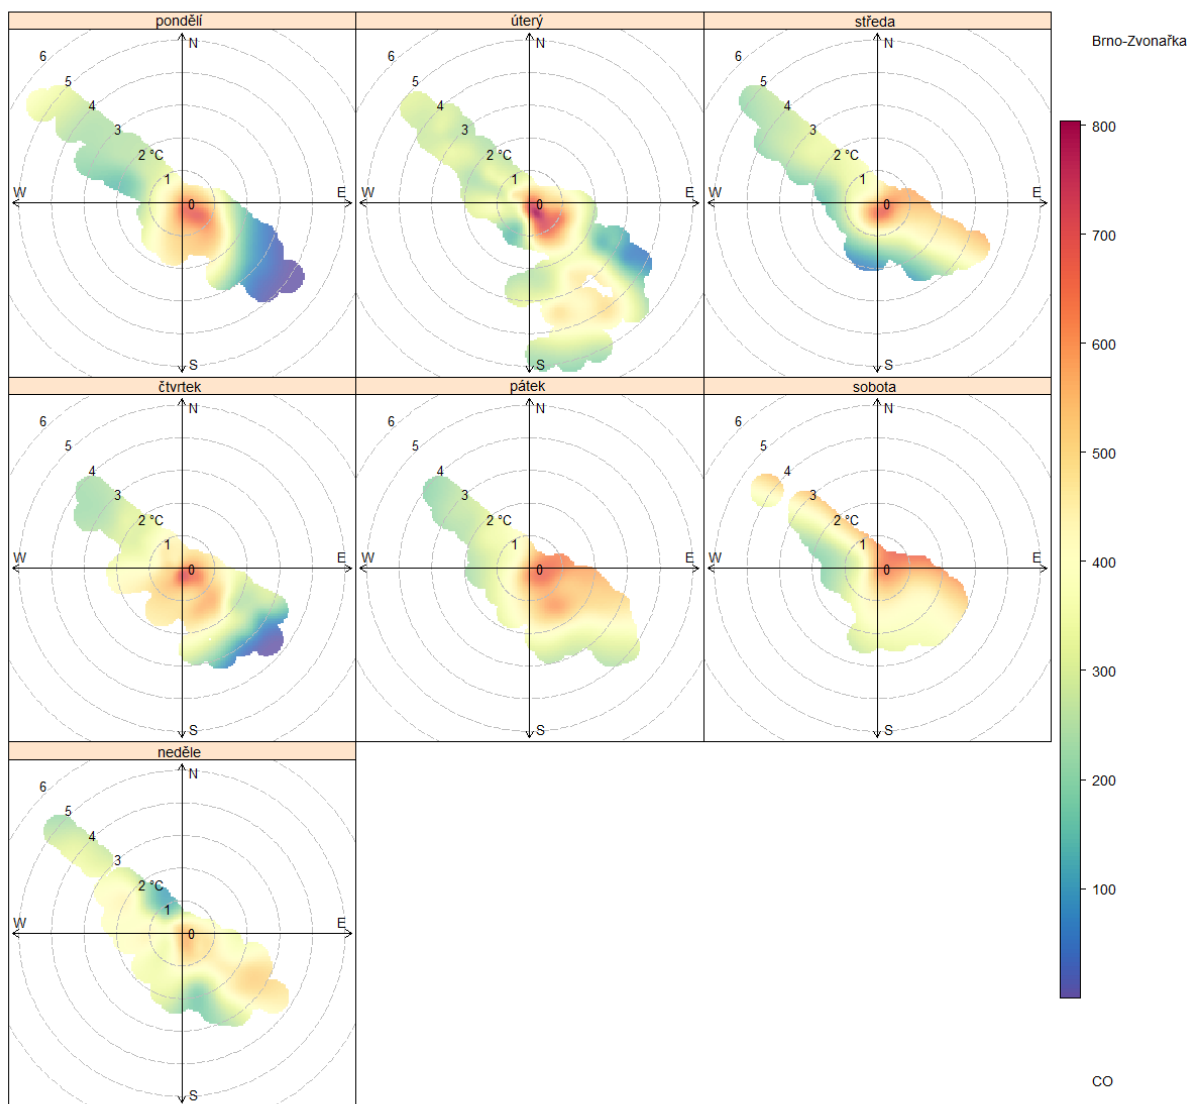 pondělí
úterý
středa
Brno-Zvonařka
N
6
5
4
3
2 °C
1
0
W
E
S
N
6
5
4
3
2 °C
1
0
W
E
S
N
6
5
4
3
2 °C
1
0
W
E
S
čtvrtek
pátek
sobota
N
6
5
4
3
2 °C
1
0
W
E
S
N
6
5
4
3
2 °C
1
0
W
E
S
N
6
5
4
3
2 °C
1
0
W
E
S
neděle
N
6
5
4
3
2 °C
1
0
W
E
S
800
700
600
500
400
300
200
100
CO